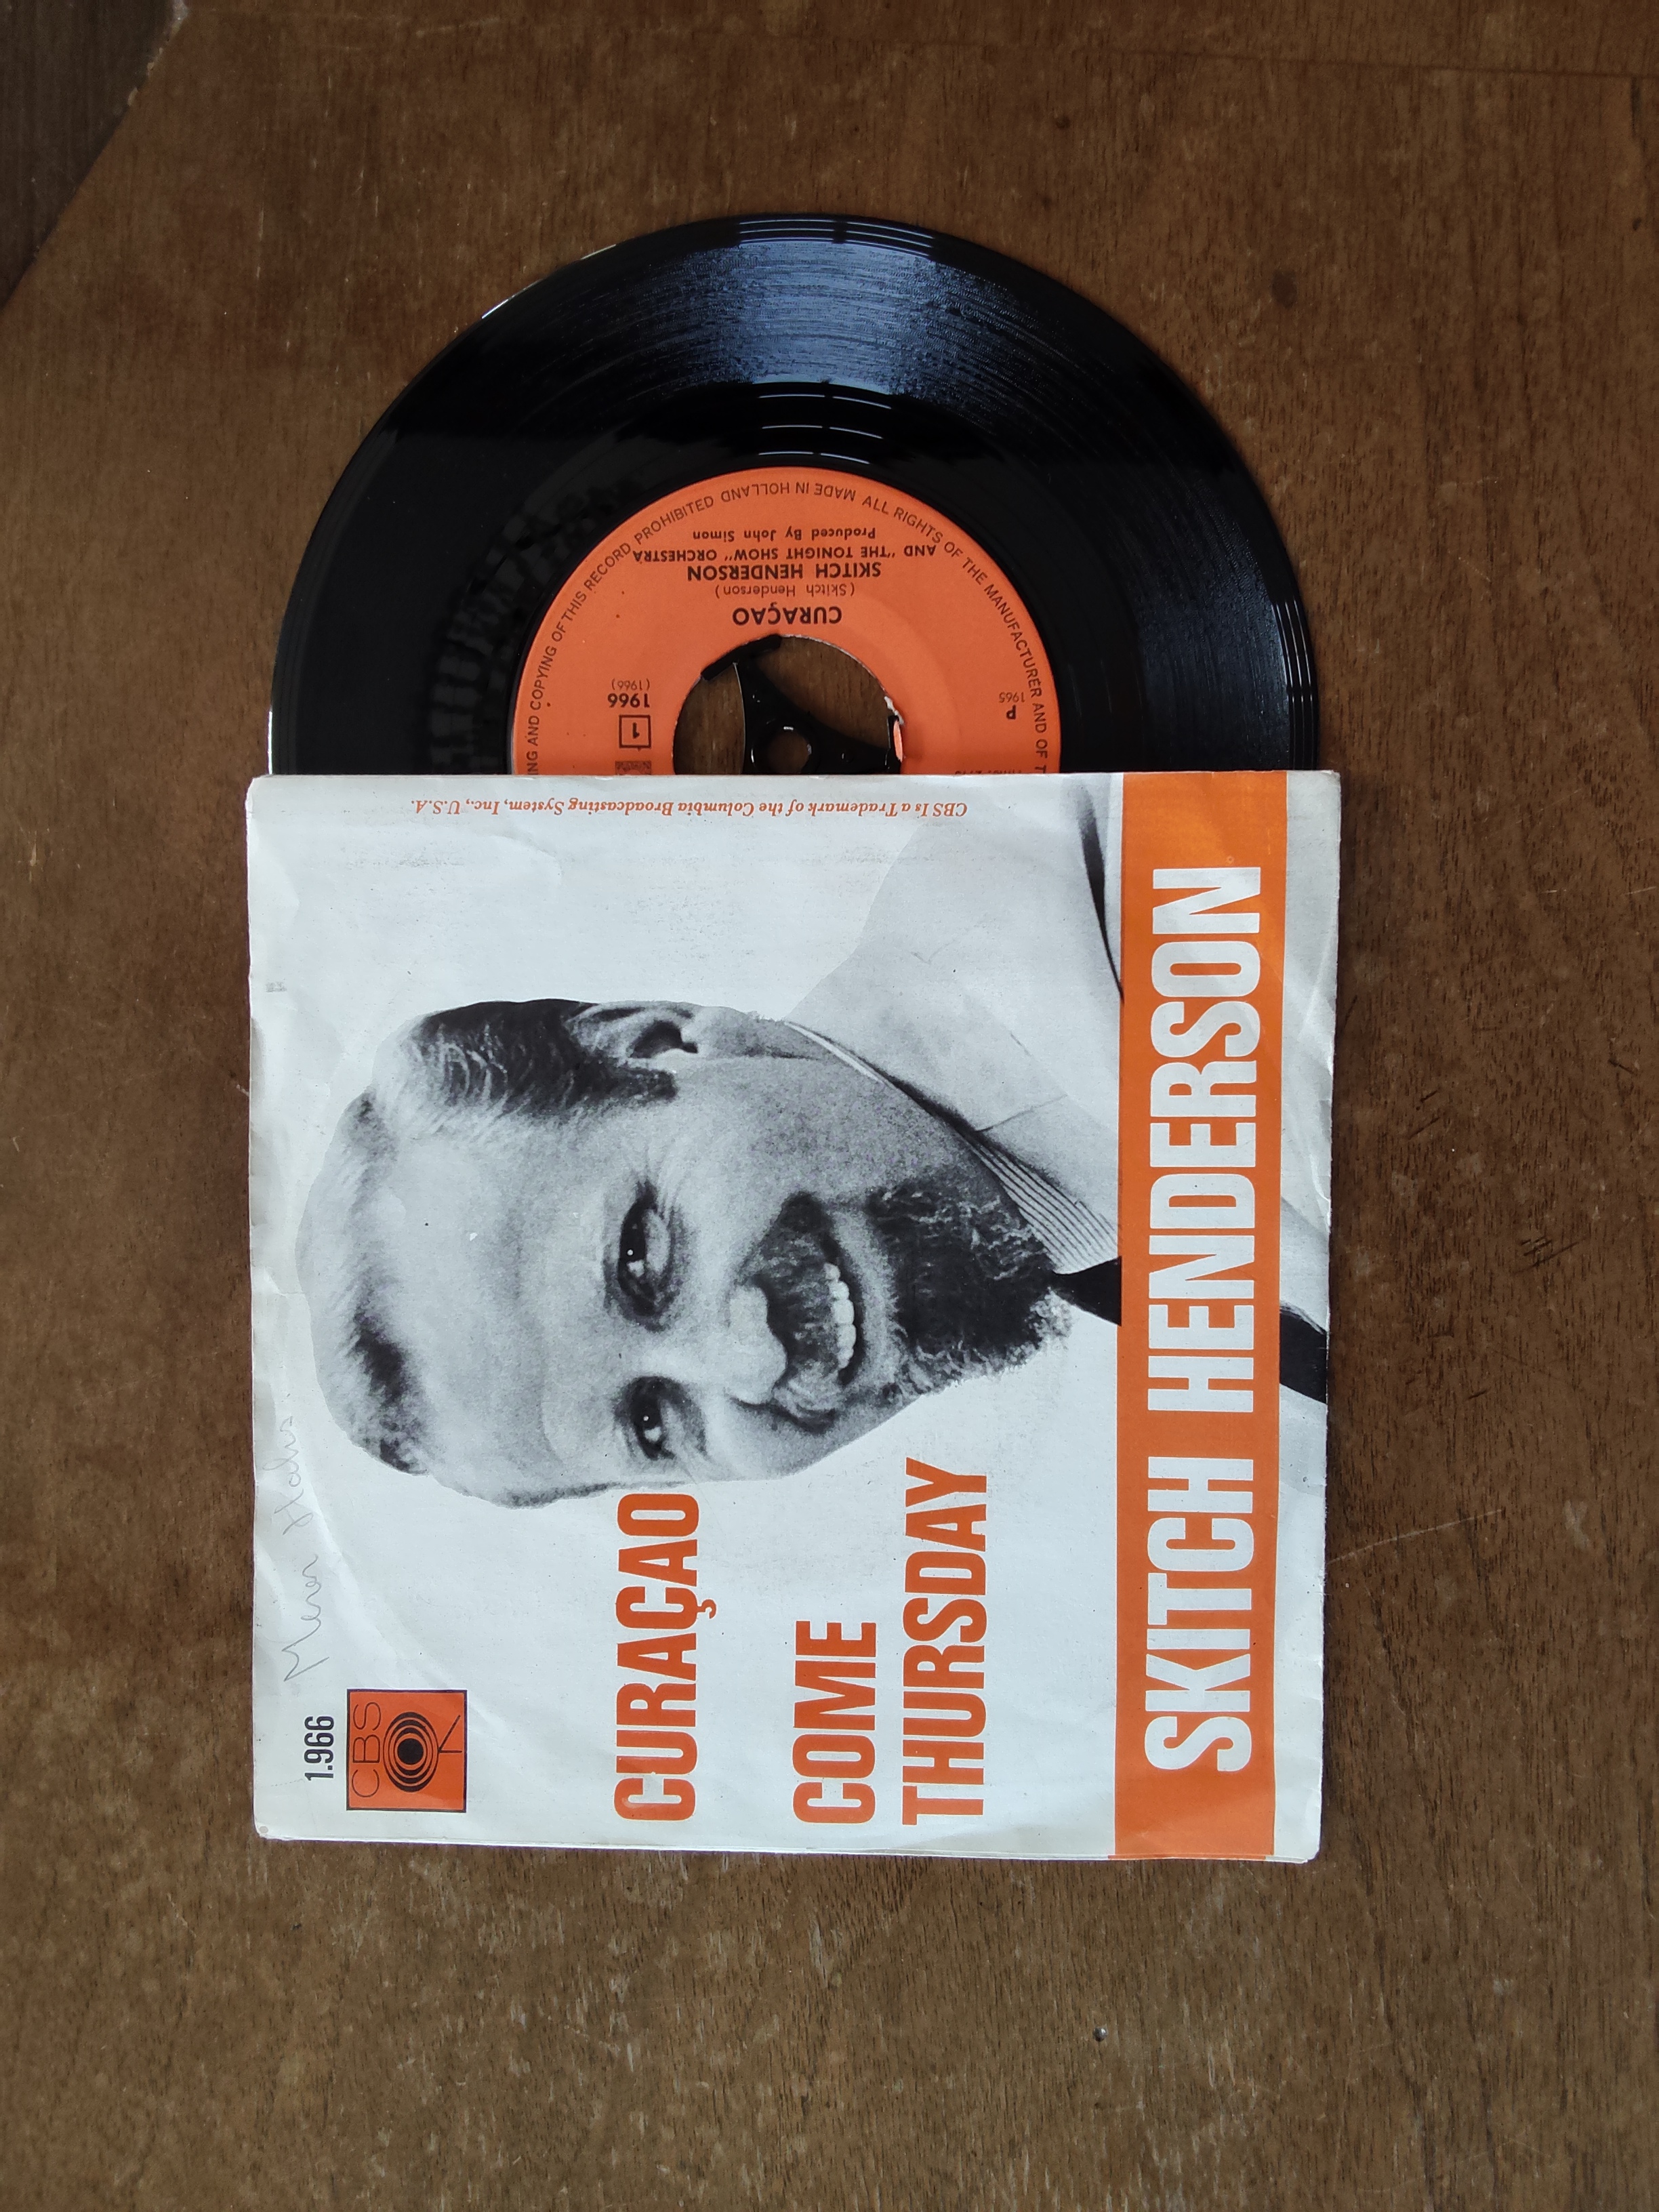 1.966
CBS
CURAÇAO
COME
THURSDAY
SKITCH HENDERSON
CBS Is a Trademark of the Columbia Broadcasting System, Inc., U.S.A.
CURAÇAO
(Skitch Henderson)
SKITCH HENDERSON
AND "THE TONIGHT SHOW" ORCHESTRA
Produced By John Simon
P
1965
1
1966
(1966)
ING AND COPYING OF THIS RECORD PROHIBITED MADE IN HOLLAND ALL RIGHTS OF THE MANUFACTURER AND OF T